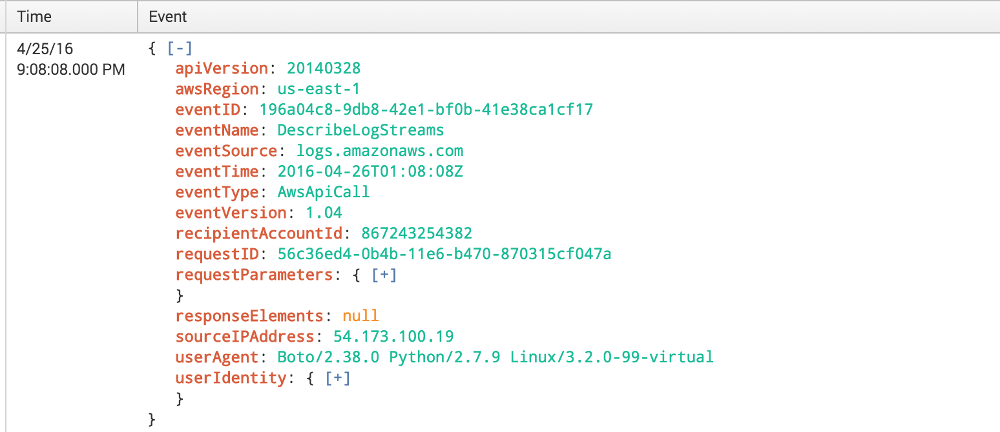 Time Event
4/25/16 { [-]
9:08:08.000 PM apiVersion: 20140328
awsRegion: us-east-1
eventID: 196a04c8-9db8-42e1-bf0b-41e38ca1cf17
eventName: DescribeLogStreams
eventSource: logs.amazonaws.com
eventTime: 2016-04-26T01:08:08Z
eventType: AwsApiCall
eventVersion: 1.04
recipientAccountId: 867243254382
requestID: 56c36ed4-0b4b-11e6-b470-870315cf047a
requestParameters: { [+]
}
responseElements: null
sourceIPAddress: 54.173.100.19
userAgent: Boto/2.38.0 Python/2.7.9 Linux/3.2.0-99-virtual
userIdentity: { [+]
}
}